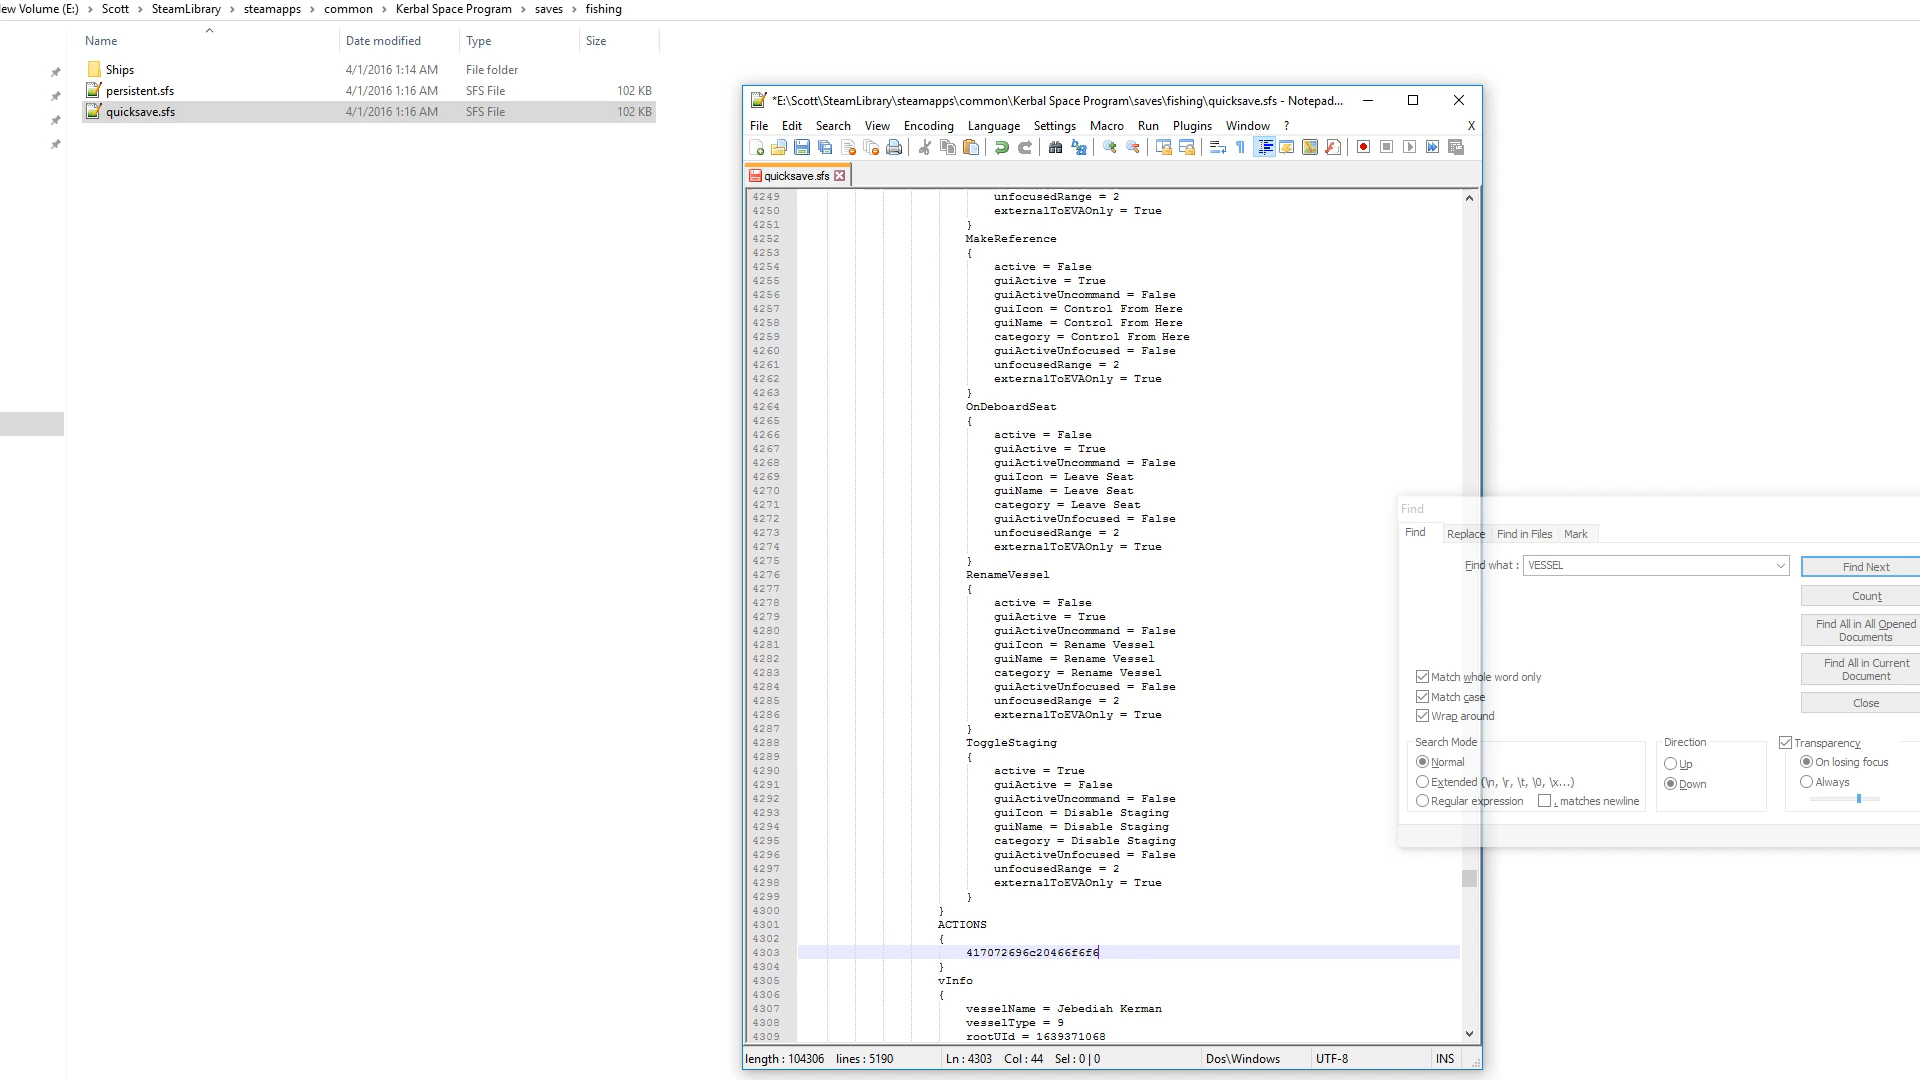 ew Volume (E:) > Scott > SteamLibrary > steamapps > common > Kerbal Space Program > saves > fishing
Name Date modified Type Size
Ships 4/1/2016 1:14 AM File folder
persistent.sfs 4/1/2016 1:16 AM SFS File 102 KB
quicksave.sfs 4/1/2016 1:16 AM SFS File 102 KB
*E:\Scott\SteamLibrary\steamapps\common\Kerbal Space Program\saves\fishing\quicksave.sfs - Notepad...
File Edit Search View Encoding Language Settings Macro Run Plugins Window ? X
quicksave.sfs
4249 unfocusedRange = 2
4250 externalToEVAOnly = True
4251 }
4252 MakeReference
4253 {
4254 active = False
4255 guiActive = True
4256 guiActiveUncommand = False
4257 guiIcon = Control From Here
4258 guiName = Control From Here
4259 category = Control From Here
4260 guiActiveUnfocused = False
4261 unfocusedRange = 2
4262 externalToEVAOnly = True
4263 }
4264 OnDeboardSeat
4265 {
4266 active = False
4267 guiActive = True
4268 guiActiveUncommand = False
4269 guiIcon = Leave Seat
4270 guiName = Leave Seat
4271 category = Leave Seat
4272 guiActiveUnfocused = False
4273 unfocusedRange = 2
4274 externalToEVAOnly = True
4275 }
4276 RenameVessel
4277 {
4278 active = False
4279 guiActive = True
4280 guiActiveUncommand = False
4281 guiIcon = Rename Vessel
4282 guiName = Rename Vessel
4283 category = Rename Vessel
4284 guiActiveUnfocused = False
4285 unfocusedRange = 2
4286 externalToEVAOnly = True
4287 }
4288 ToggleStaging
4289 {
4290 active = True
4291 guiActive = False
4292 guiActiveUncommand = False
4293 guiIcon = Disable Staging
4294 guiName = Disable Staging
4295 category = Disable Staging
4296 guiActiveUnfocused = False
4297 unfocusedRange = 2
4298 externalToEVAOnly = True
4299 }
4300 }
4301 ACTIONS
4302 {
4303 417072696c20466f6f6
4304 }
4305 vInfo
4306 {
4307 vesselName = Jebediah Kerman
4308 vesselType = 9
4309 rootUId = 1639371068
length : 104306 lines : 5190 Ln : 4303 Col : 44 Sel : 0 | 0 Dos\Windows UTF-8 INS
Find
Find Replace Find in Files Mark
Find what : VESSEL Find Next
Count
Find All in All Opened
Documents
Find All in Current
Document
Close
Match whole word only
Match case
Wrap around
Search Mode Direction Transparency
Normal Up On losing focus
Extended (\n, \r, \t, \0, \x...) Down Always
Regular expression . matches newline